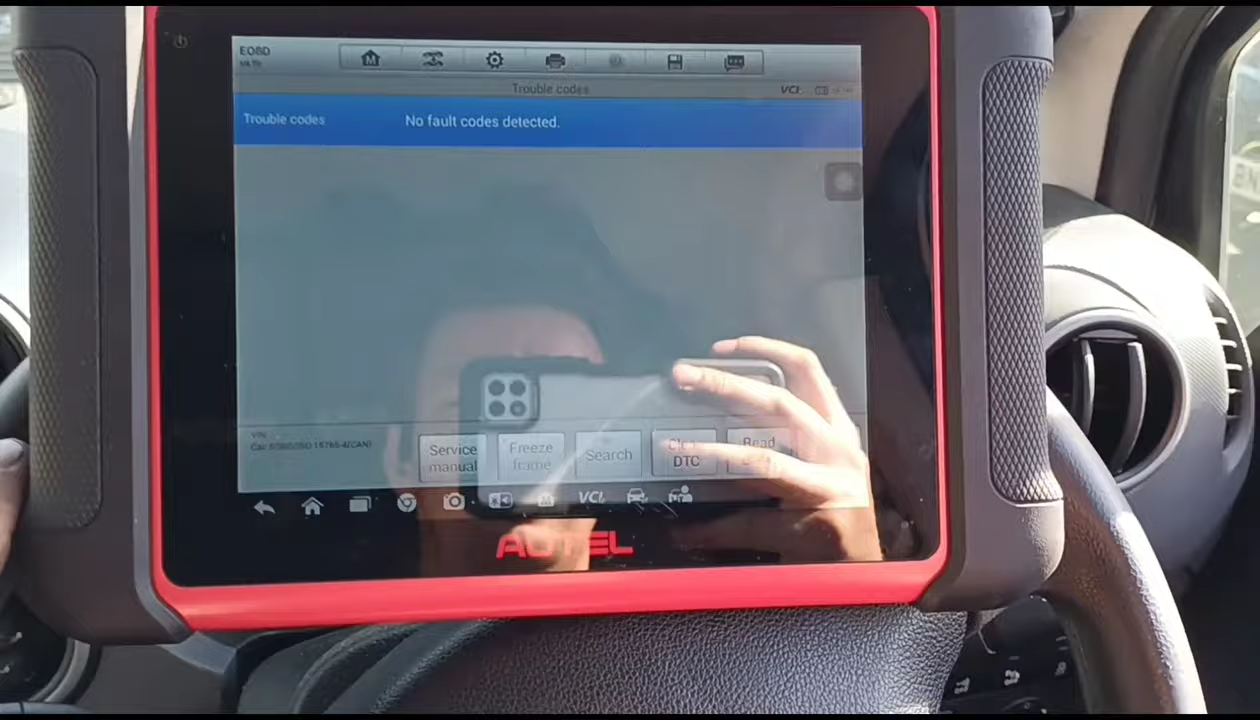 EOBD
Trouble codes
VCI
Trouble codes No fault codes detected.
Service manual
Freeze frame
Search
Clear DTC
Read
VCI
AUTEL